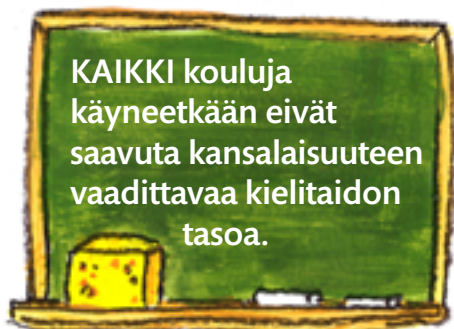 KAIKKI kouluja
käyneetkään eivät
saavuta kansalaisuuteen
vaadittavaa kielitaidon
tasoa.